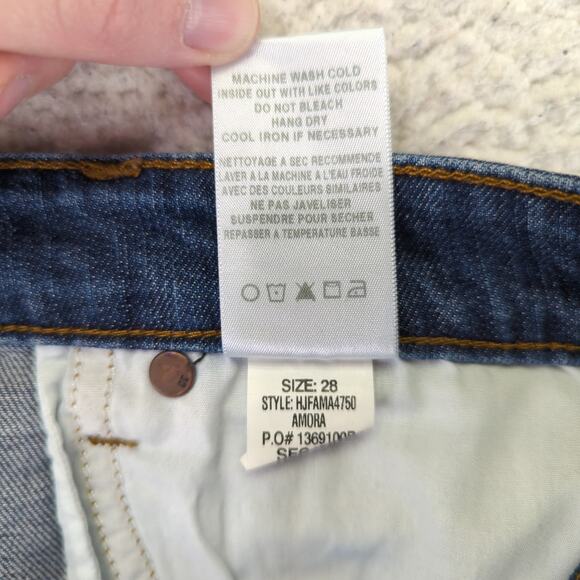 MACHINE WASH COLD
INSIDE OUT WITH LIKE COLORS
DO NOT BLEACH
HANG DRY
COOL IRON IF NECESSARY
NETTOYAGE A SEC RECOMMENDE
LAVER A LA MACHINE A L'EAU FROIDE
AVEC DES COULEURS SIMILAIRES
NE PAS JAVELISER
SUSPENDRE POUR SECHER
REPASSER A TEMPERATURE BASSE
SIZE: 28
STYLE: HJFAMA4750
AMORA
P.O# 1369100